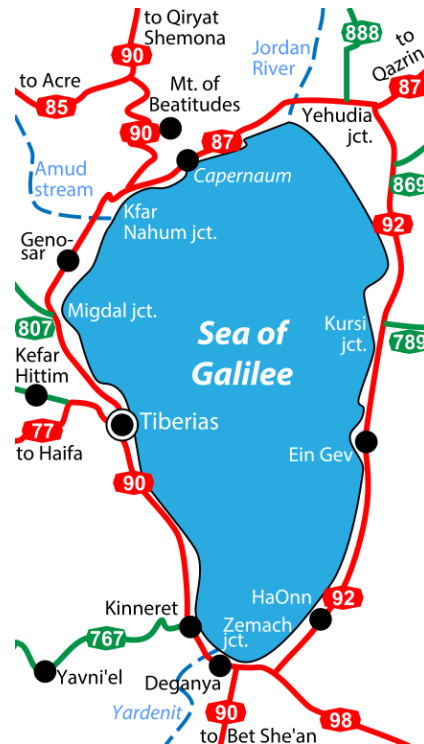 to Qiryat
Shemona
90
Jordan
River
888
to
Qazrin
87
to Acre
85
Mt. of
Beatitudes
90
87
Yehudia
jct.
Capernaum
Amud
stream
869
Kfar
Nahum jct.
92
Geno-
sar
Migdal jct.
807
Sea of
Galilee
Kursi
jct.
789
Kefar
Hittim
Tiberias
77
to Haifa
Ein Gev
90
HaOnn
92
Kinneret
Zemach
jct.
767
Yavni'el
Deganya
Yardenit
90
98
to Bet She'an